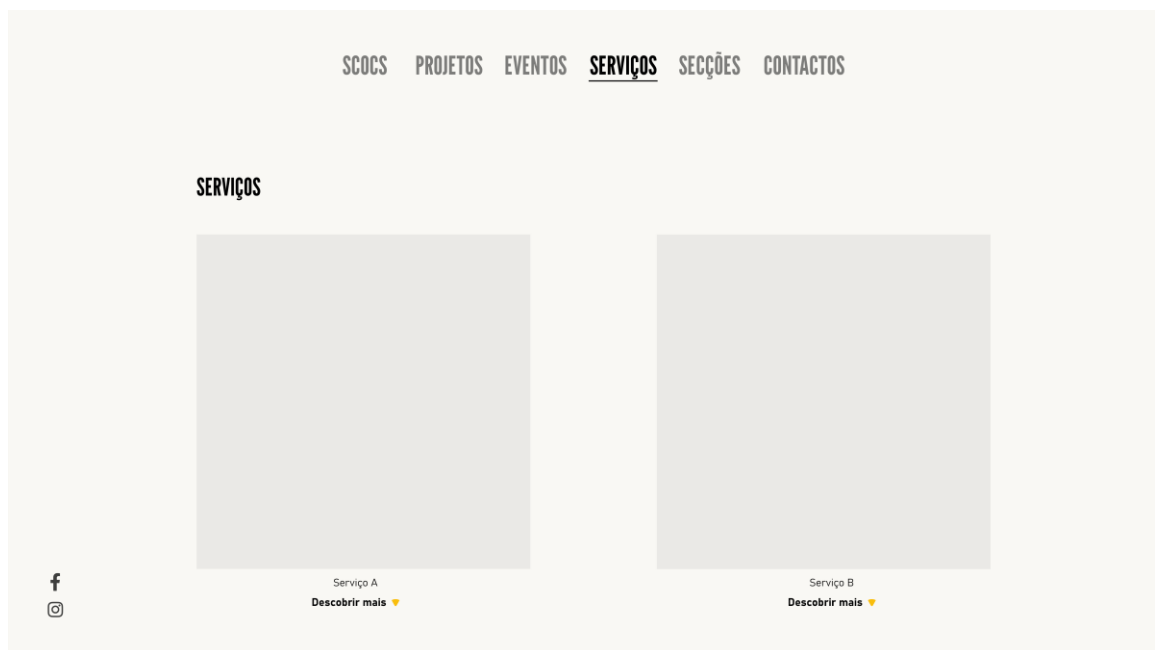 SCOCS PROJETOS EVENTOS SERVIÇOS SECÇÕES CONTACTOS
SERVIÇOS
Serviço A
Descobrir mais
Serviço B
Descobrir mais